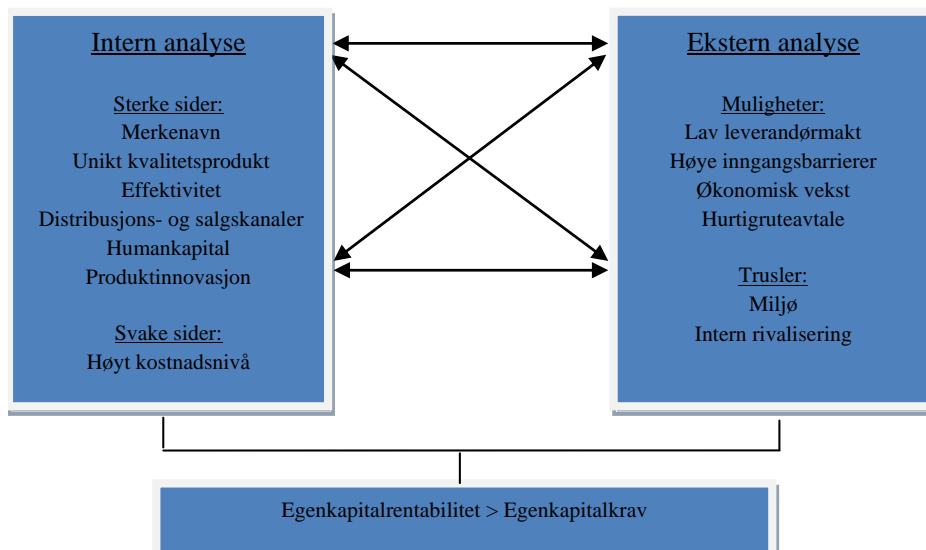 Intern analyse
Sterke sider:
Merkenavn
Unikt kvalitetsprodukt
Effektivitet
Distribusjons- og salgskanaler
Humankapital
Produktinnovasjon
Svake sider:
Høyt kostnadsnivå
Ekstern analyse
Muligheter:
Lav leverandørmakt
Høye inngangsbarrierer
Økonomisk vekst
Hurtigruteavtale
Trusler:
Miljø
Intern rivalisering
Egenkapitalrentabilitet > Egenkapitalkrav